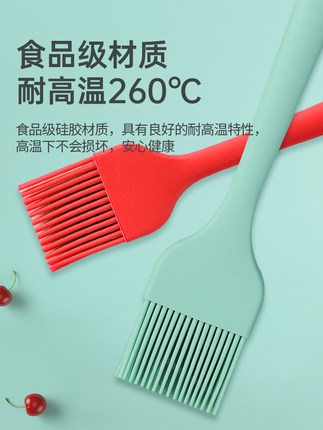 食品级材质
耐高温260℃
食品级硅胶材质，具有良好的耐高温特性，
高温下不会损坏，安心健康